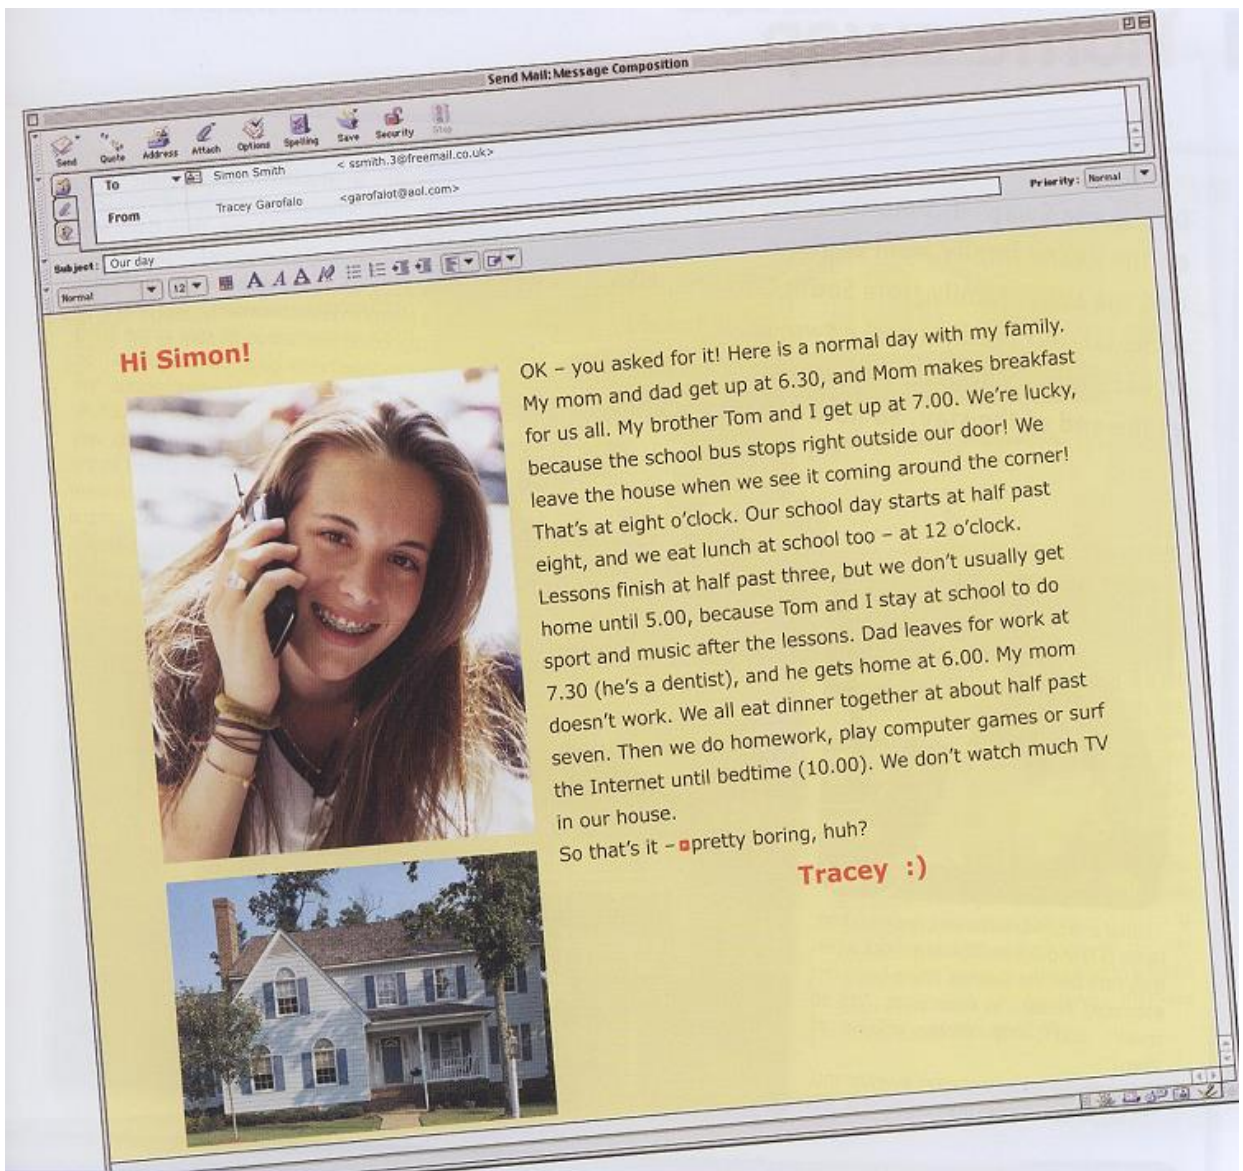 Send Mail: Message Composition
Send Quote Address Attach Options Spelling Save Security Stop
To Simon Smith < ssmith.3@freemail.co.uk>
From Tracey Garofalo <garofalot@aol.com>
Priority: Normal
Subject: Our day
Normal 12 A A A
Hi Simon!
OK – you asked for it! Here is a normal day with my family.
My mom and dad get up at 6.30, and Mom makes breakfast
for us all. My brother Tom and I get up at 7.00. We're lucky,
because the school bus stops right outside our door! We
leave the house when we see it coming around the corner!
That's at eight o'clock. Our school day starts at half past
eight, and we eat lunch at school too – at 12 o'clock.
Lessons finish at half past three, but we don't usually get
home until 5.00, because Tom and I stay at school to do
sport and music after the lessons. Dad leaves for work at
7.30 (he's a dentist), and he gets home at 6.00. My mom
doesn't work. We all eat dinner together at about half past
seven. Then we do homework, play computer games or surf
the Internet until bedtime (10.00). We don't watch much TV
in our house.
So that's it – pretty boring, huh?
Tracey :)